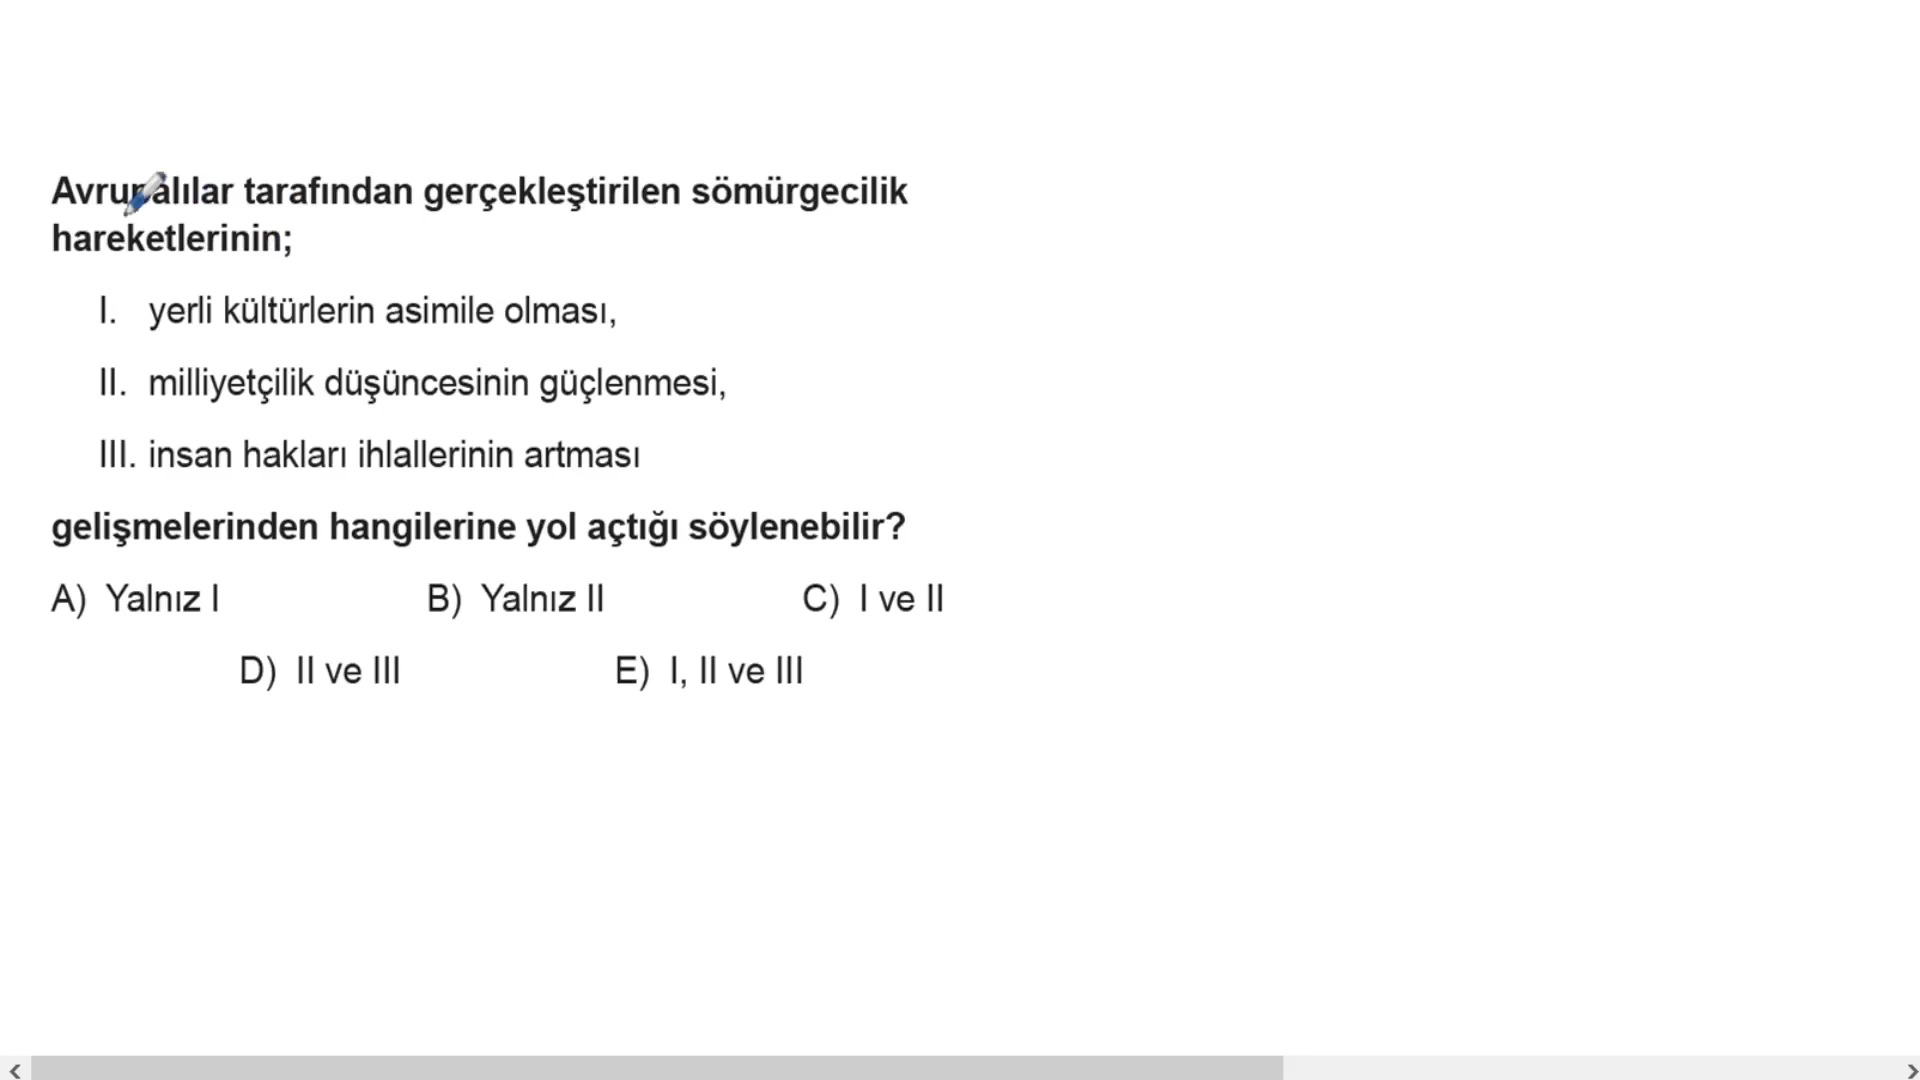 Avrupalılar tarafından gerçekleştirilen sömürgecilik
hareketlerinin;
I. yerli kültürlerin asimile olması,
II. milliyetçilik düşüncesinin güçlenmesi,
III. insan hakları ihlallerinin artması
gelişmelerinden hangilerine yol açtığı söylenebilir?
A) Yalnız I B) Yalnız II C) I ve II
D) II ve III E) I, II ve III